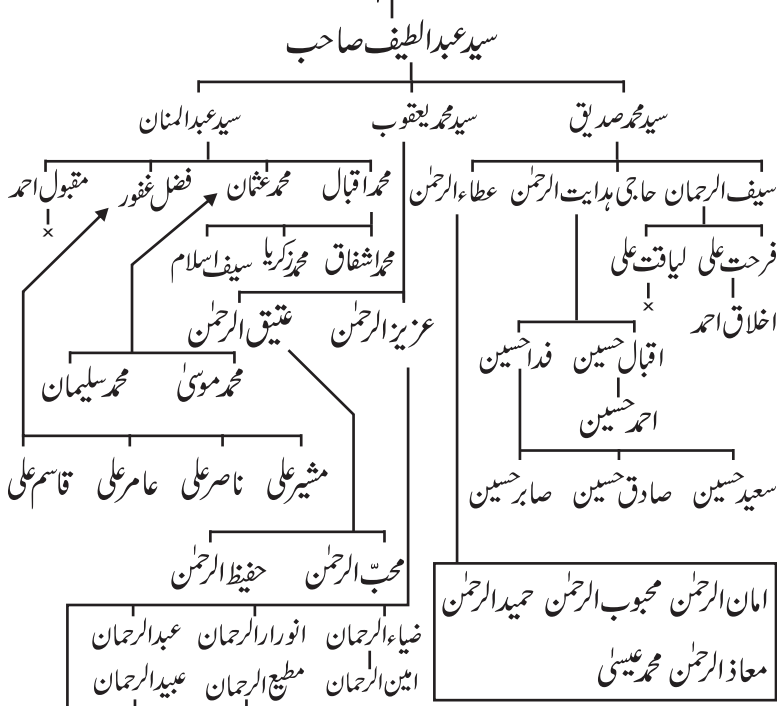 سید عبداللطیف صاحب
سید محمد صدیق سید محمد یعقوب سید عبدالمنان
سیف الرحمان حاجی ہدایت الرحمٰن عطاء الرحمٰن محمد اقبال محمد عثمان فضل غفور مقبول احمد
فرحت علی لیاقت علی محمد اشفاق محمد زکریا سیف اسلام
×
×
اخلاق احمد عزیز الرحمٰن عتیق الرحمٰن
اقبال حسین فدا حسین محمد موسیٰ محمد سلیمان
احمد حسین
سعید حسین صادق حسین صابر حسین مشیر علی ناصر علی عامر علی قاسم علی
محبّ الرحمٰن حفیظ الرحمٰن
امان الرحمٰن محبوب الرحمٰن حمید الرحمٰن
ضیاء الرحمان انوار الرحمان عبدالرحمان
معاذ الرحمٰن محمد عیسیٰ
امین الرحمان مطیع الرحمان عبید الرحمان